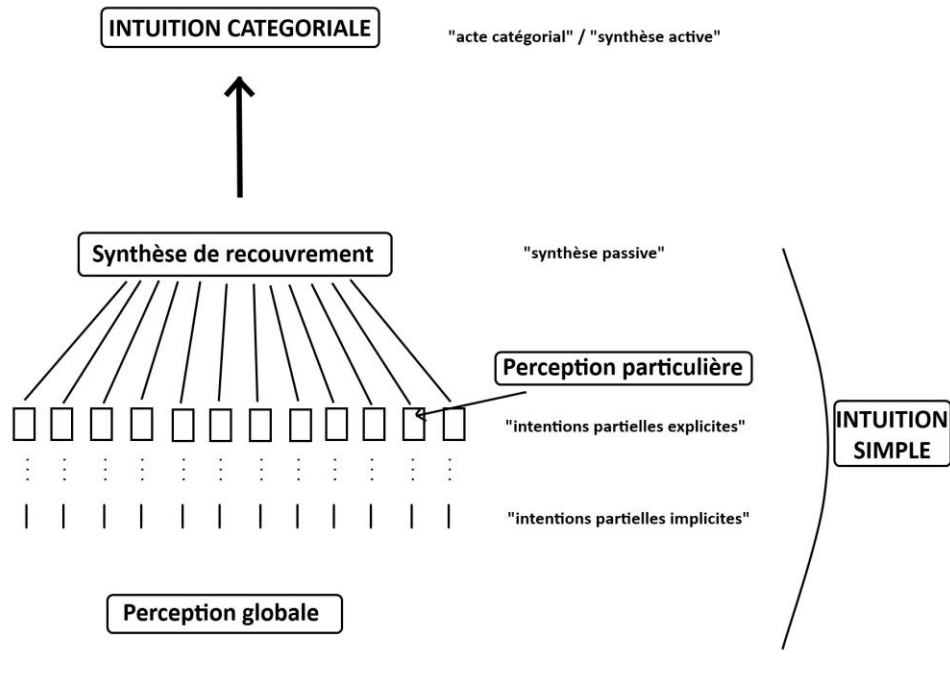 INTUITION CATEGORIALE
"acte catégorial" / "synthèse active"
Synthèse de recouvrement
"synthèse passive"
Perception particulière
"intentions partielles explicites"
INTUITION
SIMPLE
"intentions partielles implicites"
Perception globale